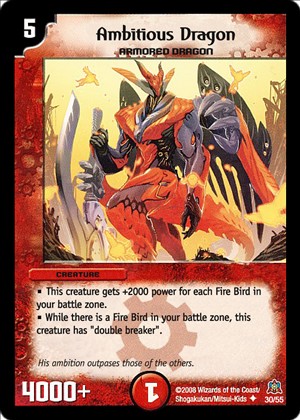 5
Ambitious Dragon
ARMORED DRAGON
CREATURE
■ This creature gets +2000 power for each Fire Bird in
your battle zone.
■ While there is a Fire Bird in your battle zone, this
creature has "double breaker".
His ambition outpaces those of the others.
4000+
1
©2008 Wizards of the Coast/
Shogakukan/Mitsui-Kids ✦ 30/55